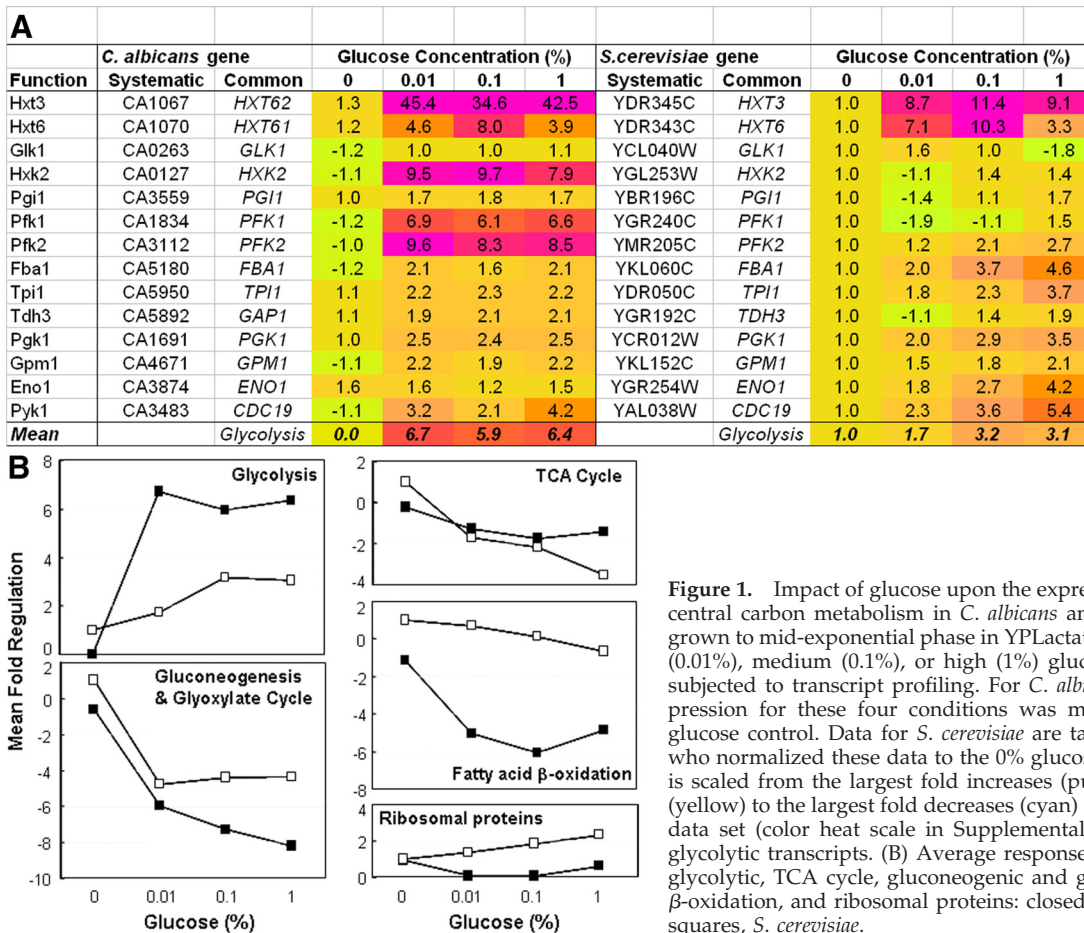 A
C. albicans gene Glucose Concentration (%) S.cerevisiae gene Glucose Concentration (%)
Function Systematic Common 0 0.01 0.1 1 Systematic Common 0 0.01 0.1 1
Hxt3 CA1067 HXT62 1.3 45.4 34.6 42.5 YDR345C HXT3 1.0 8.7 11.4 9.1
Hxt6 CA1070 HXT61 1.2 4.6 8.0 3.9 YDR343C HXT6 1.0 7.1 10.3 3.3
Glk1 CA0263 GLK1 -1.2 1.0 1.0 1.1 YCL040W GLK1 1.0 1.6 1.0 -1.8
Hxk2 CA0127 HXK2 -1.1 9.5 9.7 7.9 YGL253W HXK2 1.0 -1.1 1.4 1.4
Pgi1 CA3559 PGI1 1.0 1.7 1.8 1.7 YBR196C PGI1 1.0 -1.4 1.1 1.7
Pfk1 CA1834 PFK1 -1.2 6.9 6.1 6.6 YGR240C PFK1 1.0 -1.9 -1.1 1.5
Pfk2 CA3112 PFK2 -1.0 9.6 8.3 8.5 YMR205C PFK2 1.0 1.2 2.1 2.7
Fba1 CA5180 FBA1 -1.2 2.1 1.6 2.1 YKL060C FBA1 1.0 2.0 3.7 4.6
Tpi1 CA5950 TPI1 1.1 2.2 2.3 2.2 YDR050C TPI1 1.0 1.8 2.3 3.7
Tdh3 CA5892 GAP1 1.1 1.9 2.1 2.1 YGR192C TDH3 1.0 -1.1 1.4 1.9
Pgk1 CA1691 PGK1 1.0 2.5 2.4 2.5 YCR012W PGK1 1.0 2.0 2.9 3.5
Gpm1 CA4671 GPM1 -1.1 2.2 1.9 2.2 YKL152C GPM1 1.0 1.5 1.8 2.1
Eno1 CA3874 ENO1 1.6 1.6 1.2 1.5 YGR254W ENO1 1.0 1.8 2.7 4.2
Pyk1 CA3483 CDC19 -1.1 3.2 2.1 4.2 YAL038W CDC19 1.0 2.3 3.6 5.4
Mean Glycolysis 0.0 6.7 5.9 6.4 Glycolysis 1.0 1.7 3.2 3.1
B
Mean Fold Regulation
Glycolysis
8
6
4
2
0
Gluconeogenesis
& Glyoxylate Cycle
2
0
-2
-4
-6
-8
-10
0 0.01 0.1 1
Glucose (%)
TCA Cycle
2
0
-2
-4
2
0
-2
-4
-6
-8
Fatty acid β-oxidation
Ribosomal proteins
4
2
0
0 0.01 0.1 1
Glucose (%)
Figure 1. Impact of glucose upon the expre
central carbon metabolism in C. albicans an
grown to mid-exponential phase in YPLactat
(0.01%), medium (0.1%), or high (1%) gluc
subjected to transcript profiling. For C. albi
pression for these four conditions was m
glucose control. Data for S. cerevisiae are ta
who normalized these data to the 0% glucos
is scaled from the largest fold increases (pu
(yellow) to the largest fold decreases (cyan)
data set (color heat scale in Supplemental
glycolytic transcripts. (B) Average response
glycolytic, TCA cycle, gluconeogenic and g
β-oxidation, and ribosomal proteins: closed
squares, S. cerevisiae.